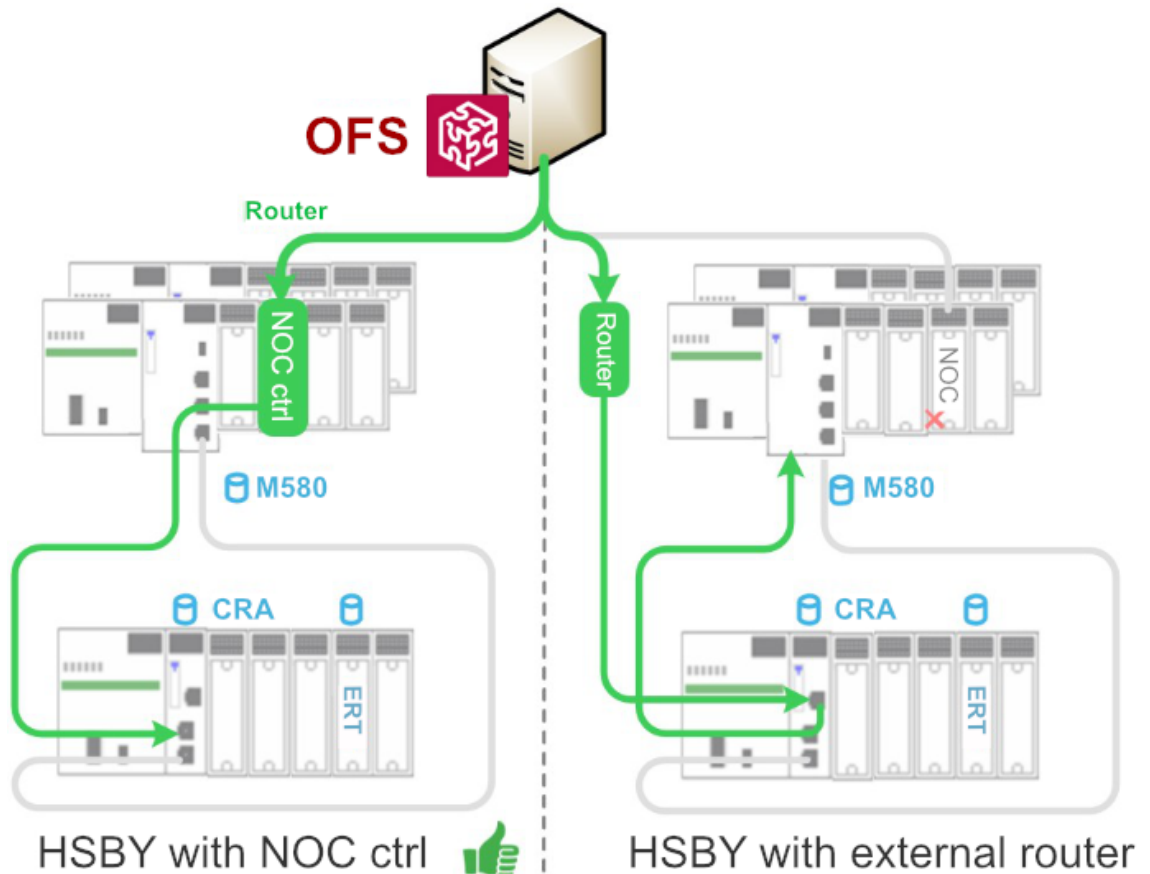 OFS
Router
NOC ctrl
Router
NOC
M580
M580
CRA
CRA
ERT
ERT
HSBY with NOC ctrl
HSBY with external router